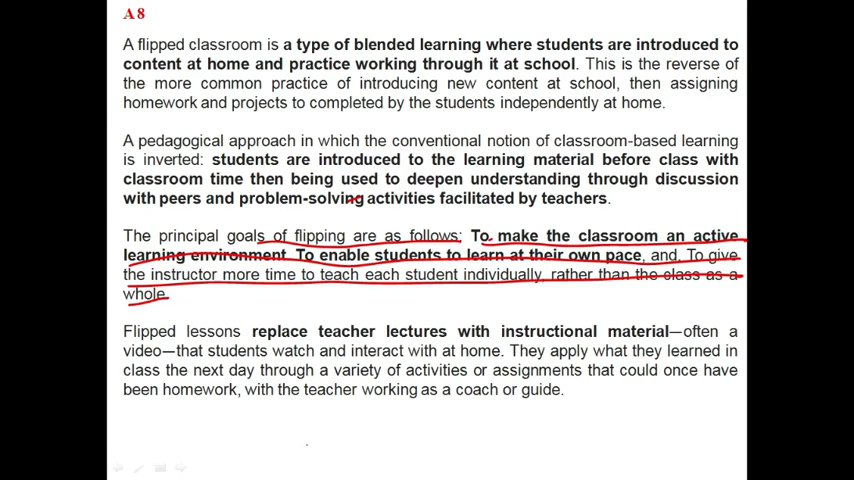 A 8
A flipped classroom is a type of blended learning where students are introduced to
content at home and practice working through it at school. This is the reverse of
the more common practice of introducing new content at school, then assigning
homework and projects to completed by the students independently at home.
A pedagogical approach in which the conventional notion of classroom-based learning
is inverted: students are introduced to the learning material before class with
classroom time then being used to deepen understanding through discussion
with peers and problem-solving activities facilitated by teachers.
The principal goals of flipping are as follows: To make the classroom an active
learning environment. To enable students to learn at their own pace, and. To give
the instructor more time to teach each student individually, rather than the class as a
whole.
Flipped lessons replace teacher lectures with instructional material—often a
video—that students watch and interact with at home. They apply what they learned in
class the next day through a variety of activities or assignments that could once have
been homework, with the teacher working as a coach or guide.